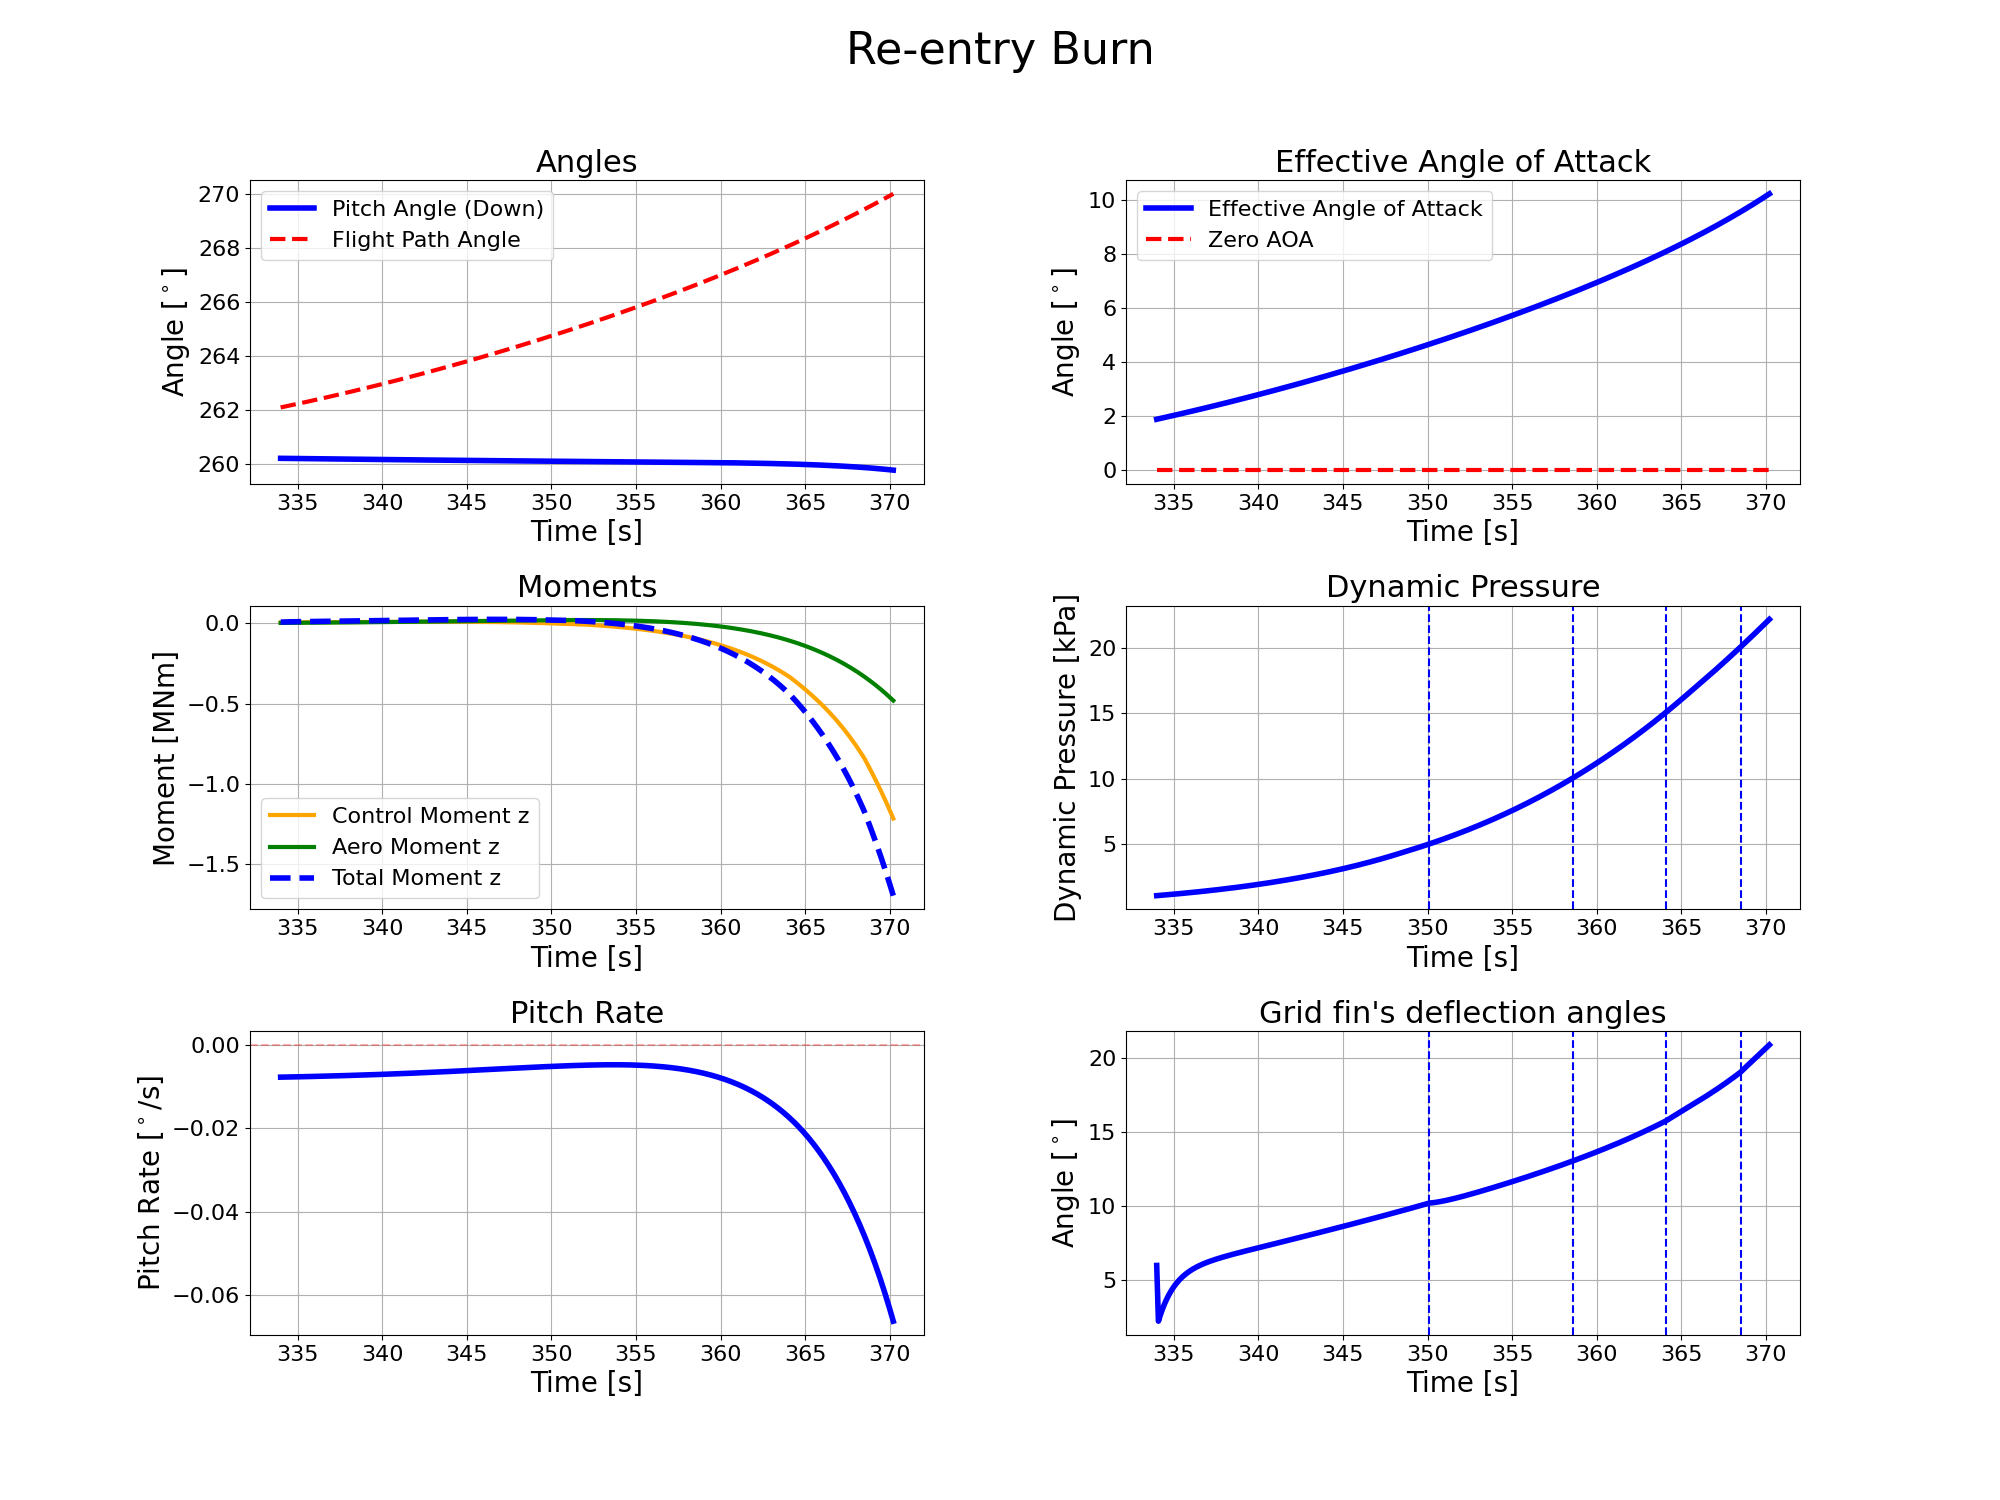 Re-entry Burn
Angles
270
268
266
264
262
260
Angle [°]
Pitch Angle (Down)
Flight Path Angle
335 340 345 350 355 360 365 370
Time [s]
Effective Angle of Attack
10
8
6
4
2
0
Angle [°]
Effective Angle of Attack
Zero AOA
335 340 345 350 355 360 365 370
Time [s]
Moments
0.0
−0.5
−1.0
−1.5
Moment [MNm]
Control Moment z
Aero Moment z
Total Moment z
335 340 345 350 355 360 365 370
Time [s]
Dynamic Pressure
20
15
10
5
Dynamic Pressure [kPa]
335 340 345 350 355 360 365 370
Time [s]
Pitch Rate
0.00
−0.02
−0.04
−0.06
Pitch Rate [°/s]
335 340 345 350 355 360 365 370
Time [s]
Grid fin's deflection angles
20
15
10
5
Angle [°]
335 340 345 350 355 360 365 370
Time [s]